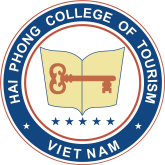 HAI PHONG COLLEGE OF TOURISM
VIET NAM